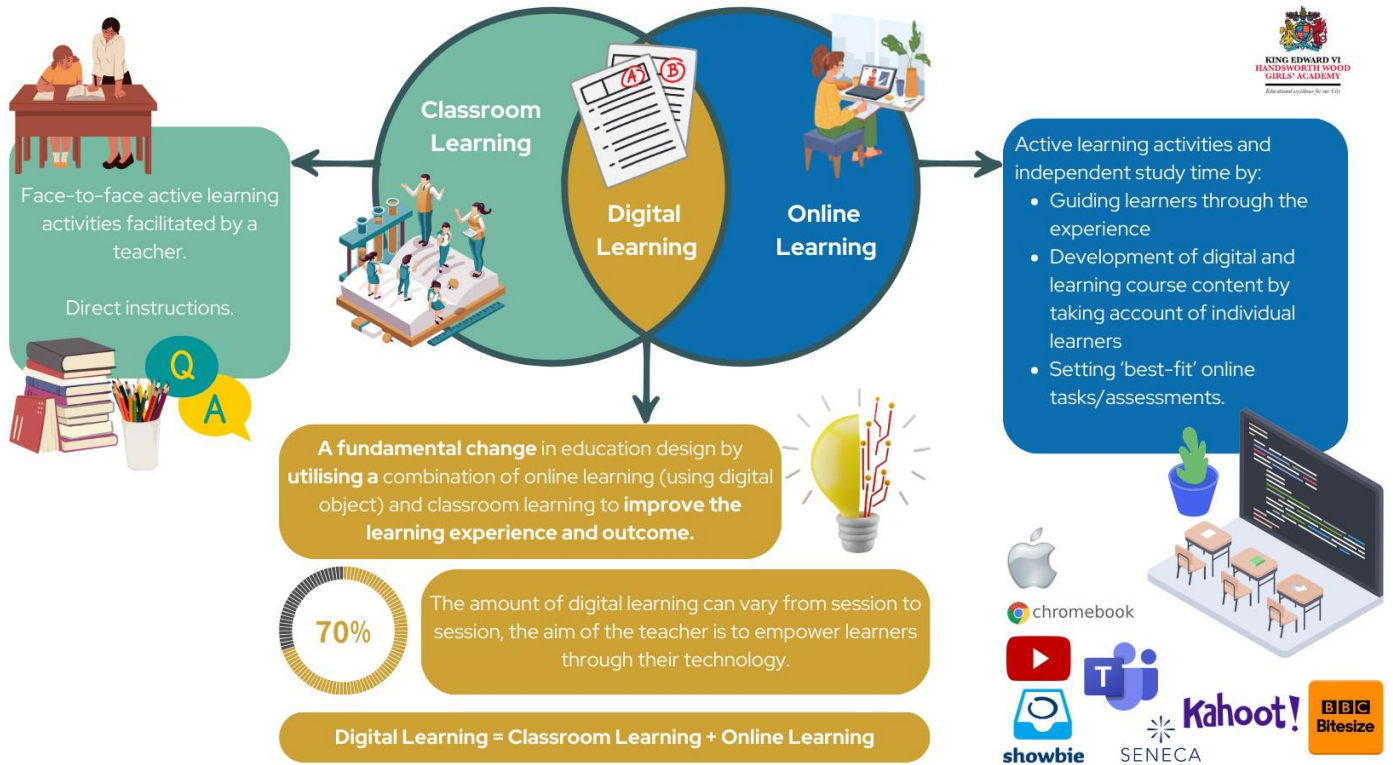 KING EDWARD VI
HANDSWORTH WOOD
GIRLS' ACADEMY
Educational excellence for our City
Classroom
Learning
A
B
Digital
Learning
Online
Learning
Face-to-face active learning
activities facilitated by a
teacher.
Direct instructions.
Q
A
Active learning activities and
independent study time by:
• Guiding learners through the
experience
• Development of digital and
learning course content by
taking account of individual
learners
• Setting ‘best-fit’ online
tasks/assessments.
A fundamental change in education design by
utilising a combination of online learning (using digital
object) and classroom learning to improve the
learning experience and outcome.
70%
The amount of digital learning can vary from session to
session, the aim of the teacher is to empower learners
through their technology.
Digital Learning = Classroom Learning + Online Learning
chromebook
T
showbie
SENECA
Kahoot!
BBC
Bitesize